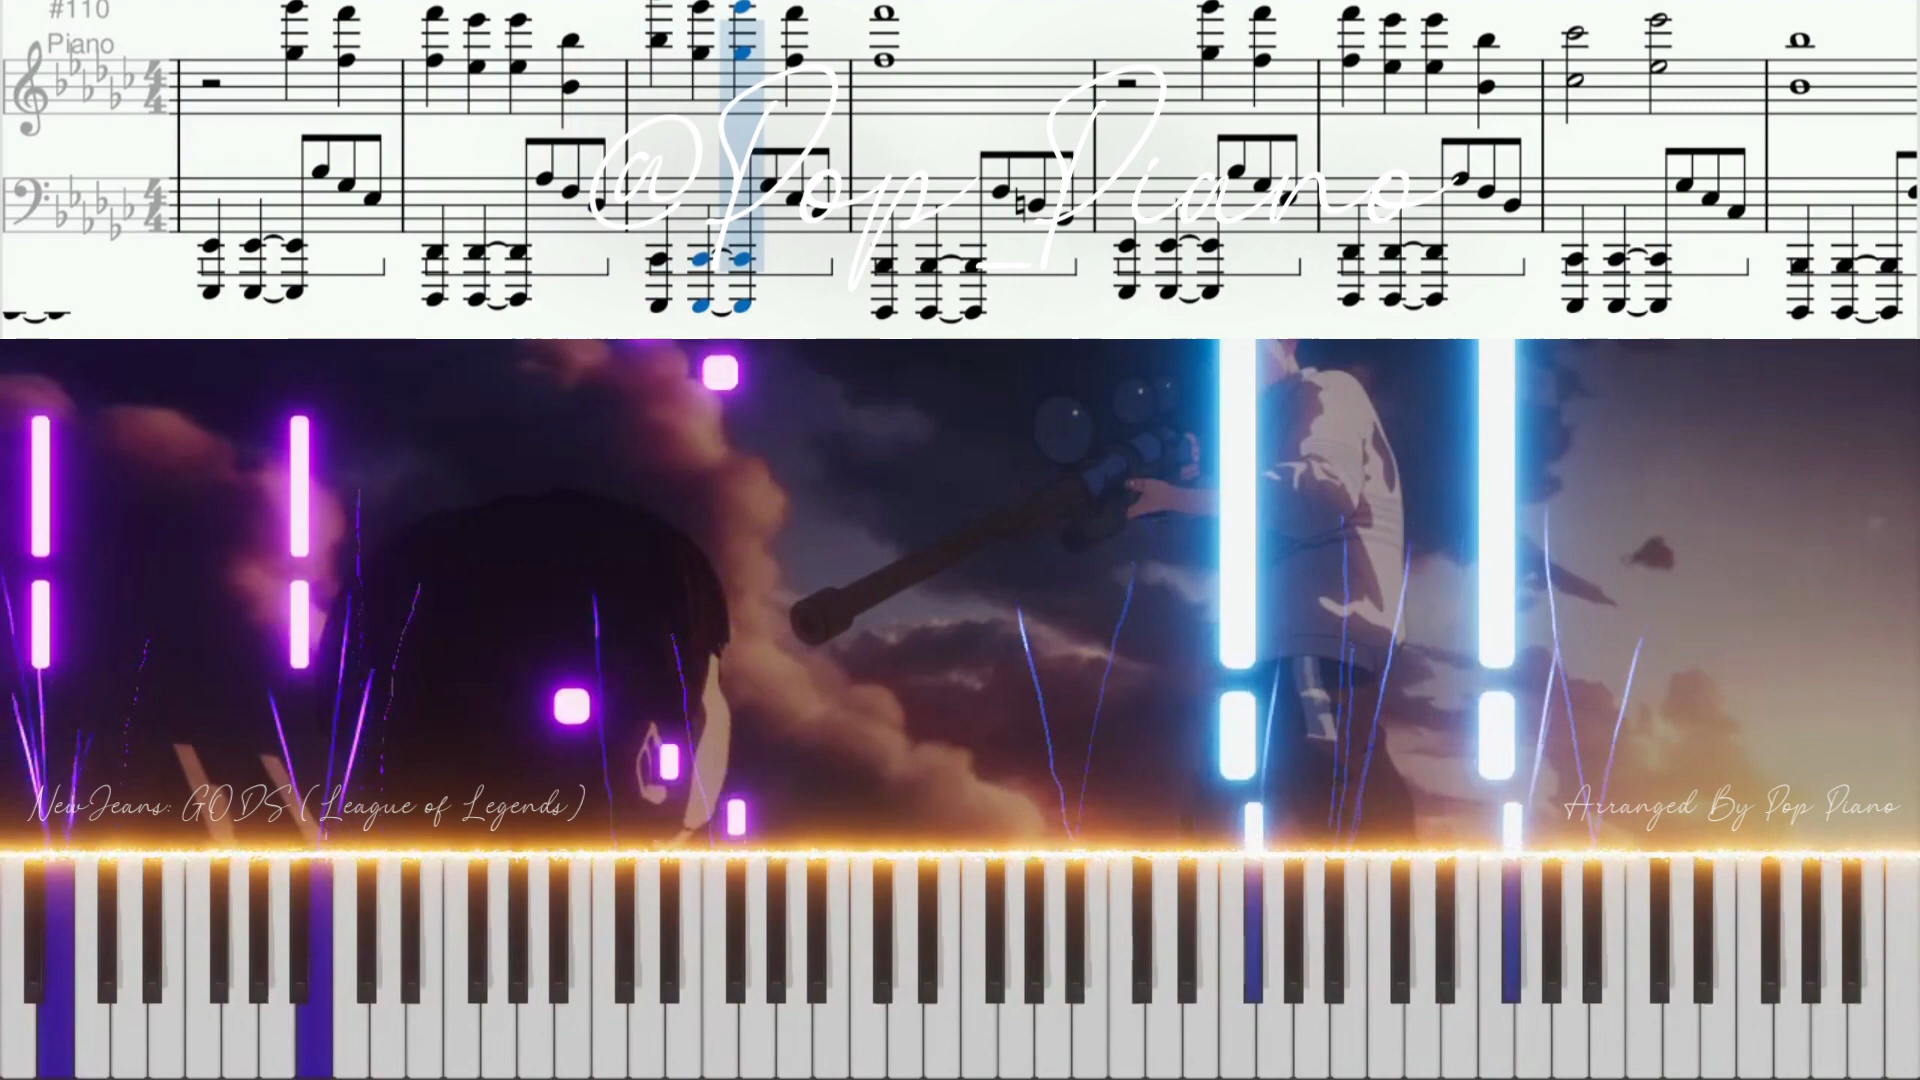 #110
Piano
@Pop_Piano
NewJeans: GODS (League of Legends)
Arranged By Pop Piano